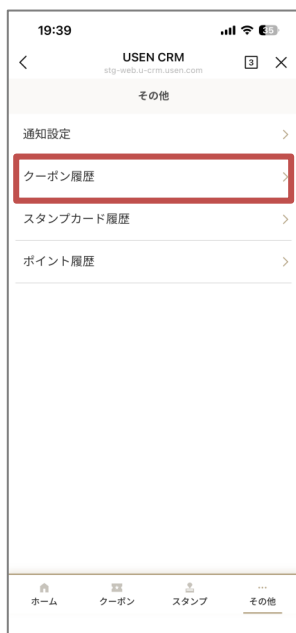 19:39
35
USEN CRM
stg-web.u-crm.usen.com
3
その他
通知設定
クーポン履歴
スタンプカード履歴
ポイント履歴
ホーム
クーポン
スタンプ
その他